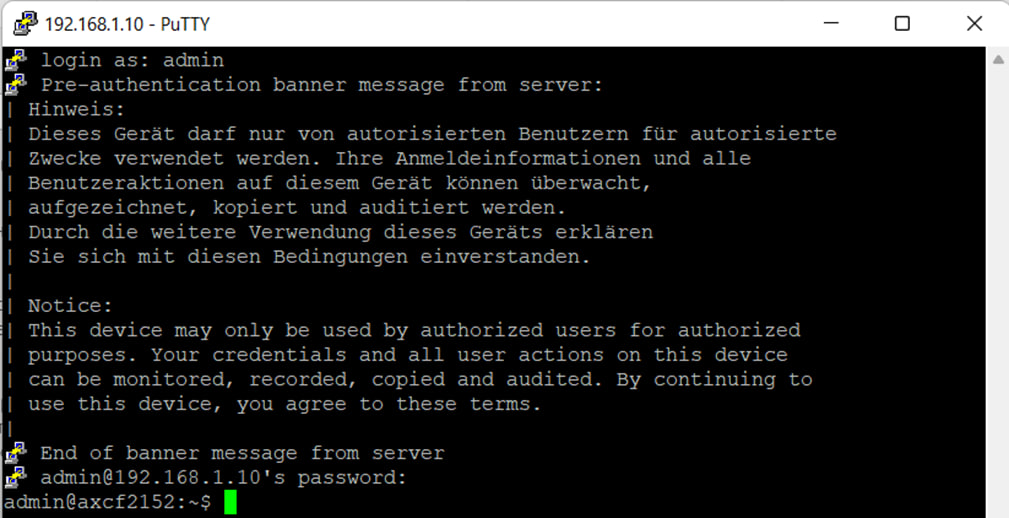 192.168.1.10 - PuTTY
login as: admin
Pre-authentication banner message from server:
| Hinweis:
| Dieses Gerät darf nur von autorisierten Benutzern für autorisierte
| Zwecke verwendet werden. Ihre Anmeldeinformationen und alle
| Benutzeraktionen auf diesem Gerät können überwacht,
| aufgezeichnet, kopiert und auditiert werden.
| Durch die weitere Verwendung dieses Geräts erklären
| Sie sich mit diesen Bedingungen einverstanden.
|
| Notice:
| This device may only be used by authorized users for authorized
| purposes. Your credentials and all user actions on this device
| can be monitored, recorded, copied and audited. By continuing to
| use this device, you agree to these terms.
|
End of banner message from server
admin@192.168.1.10's password:
admin@axcf2152:~$